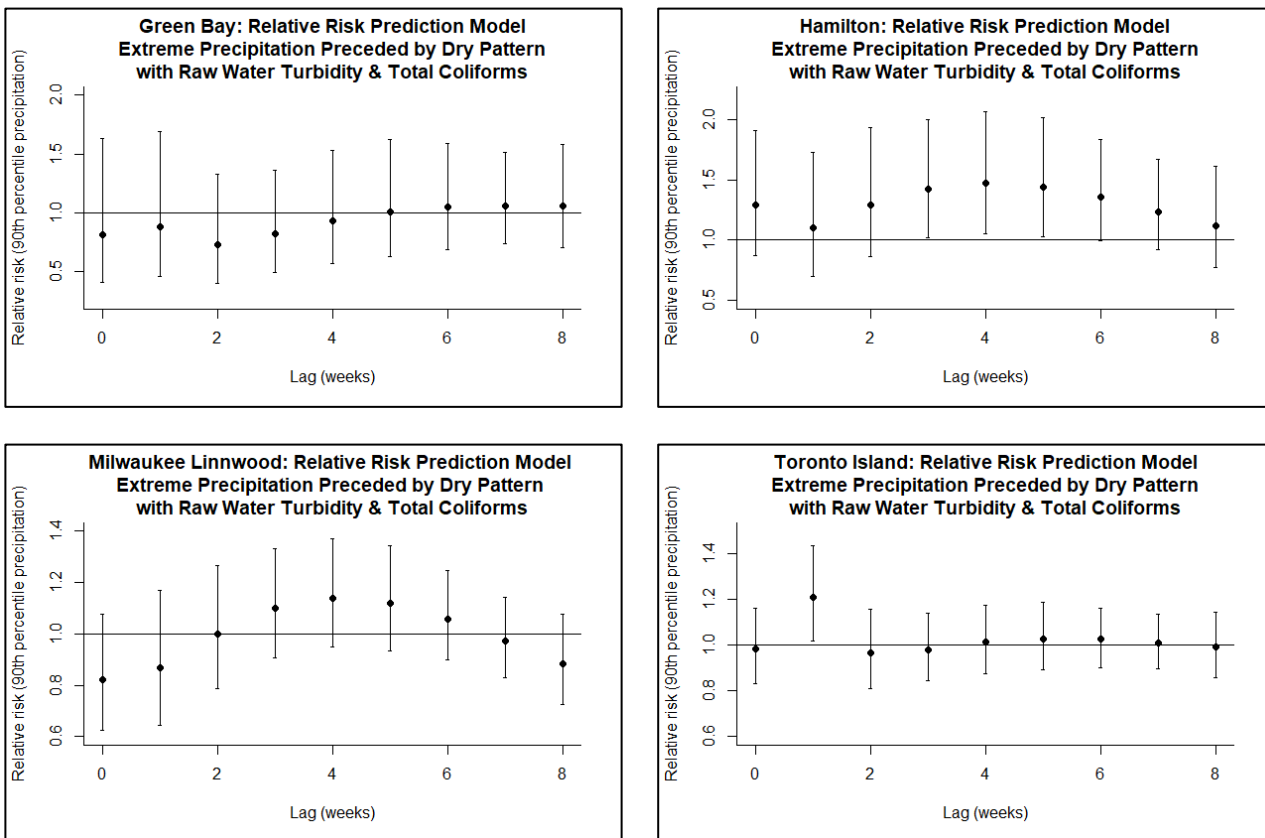 Green Bay: Relative Risk Prediction Model
Extreme Precipitation Preceded by Dry Pattern
with Raw Water Turbidity & Total Coliforms
Relative risk (90th percentile precipitation)
2.0
1.5
1.0
0.5
0 2 4 6 8
Lag (weeks)
Hamilton: Relative Risk Prediction Model
Extreme Precipitation Preceded by Dry Pattern
with Raw Water Turbidity & Total Coliforms
Relative risk (90th percentile precipitation)
2.0
1.5
1.0
0.5
0 2 4 6 8
Lag (weeks)
Milwaukee Linnwood: Relative Risk Prediction Model
Extreme Precipitation Preceded by Dry Pattern
with Raw Water Turbidity & Total Coliforms
Relative risk (90th percentile precipitation)
1.4
1.2
1.0
0.8
0.6
0 2 4 6 8
Lag (weeks)
Toronto Island: Relative Risk Prediction Model
Extreme Precipitation Preceded by Dry Pattern
with Raw Water Turbidity & Total Coliforms
Relative risk (90th percentile precipitation)
1.4
1.2
1.0
0.8
0.6
0 2 4 6 8
Lag (weeks)